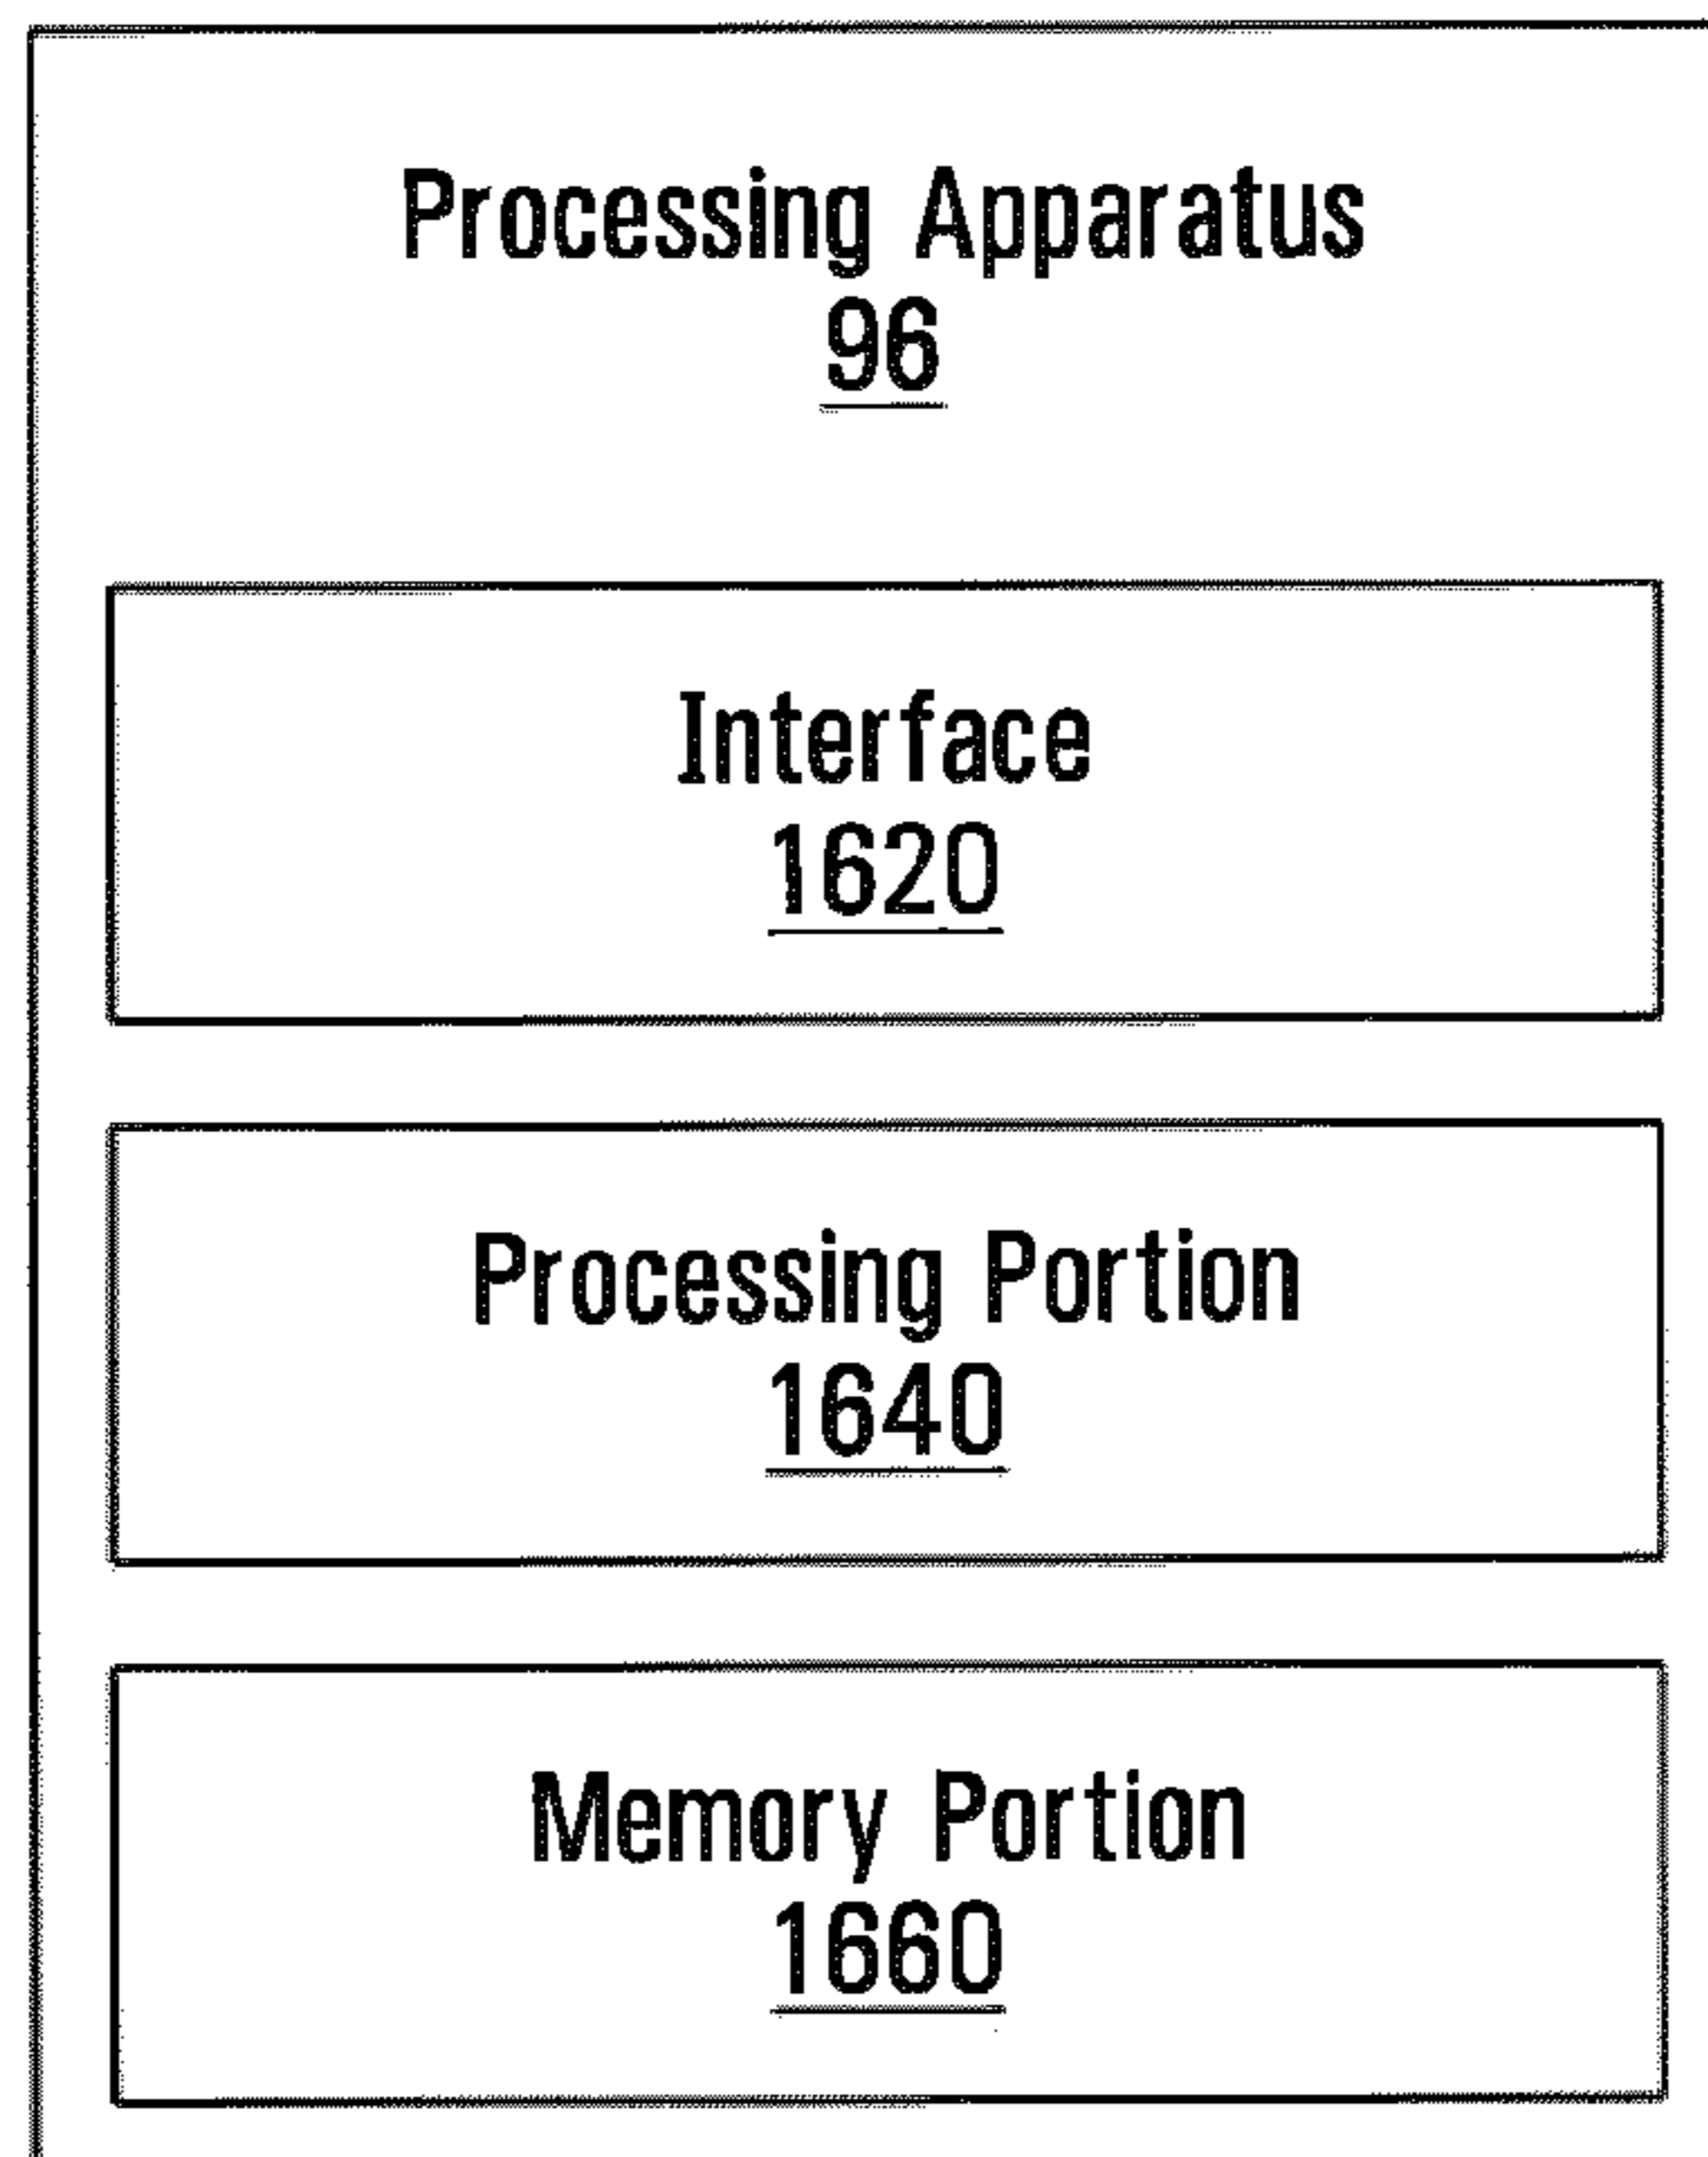 Processing Apparatus
96
Interface
1620
Processing Portion
1640
Memory Portion
1660